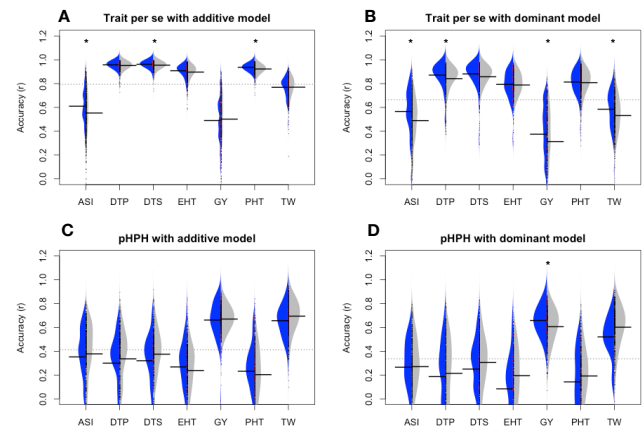 A
Trait per se with additive model
Accuracy (r)
0.0 0.2 0.4 0.6 0.8 1.0 1.2
* * *
ASI DTP DTS EHT GY PHT TW
B
Trait per se with dominant model
Accuracy (r)
0.0 0.2 0.4 0.6 0.8 1.0 1.2
* * * *
ASI DTP DTS EHT GY PHT TW
C
pHPH with additive model
Accuracy (r)
0.0 0.2 0.4 0.6 0.8 1.0 1.2
ASI DTP DTS EHT GY PHT TW
D
pHPH with dominant model
Accuracy (r)
0.0 0.2 0.4 0.6 0.8 1.0 1.2
*
ASI DTP DTS EHT GY PHT TW